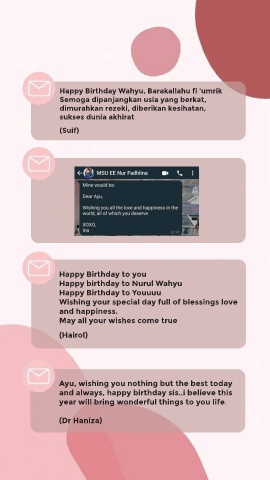 Happy Birthday Wahyu, Barakallahu fi 'umrik
Semoga dipanjangkan usia yang berkat,
dimurahkan rezeki, diberikan kesihatan,
sukses dunia akhirat
(Suif)
MSU EE Nur Fadhlina
Mine would be:
Dear Ayu,
Wishing you all the love and happiness in the
world, all of which you deserve
XOXO,
Ina
Happy Birthday to you
Happy birthday to Nurul Wahyu
Happy Birthday to Youuuu
Wishing your special day full of blessings love
and happiness.
May all your wishes come true
(Hairol)
Ayu, wishing you nothing but the best today
and always, happy birthday sis..i believe this
year will bring wonderful things to you life.
(Dr Haniza)